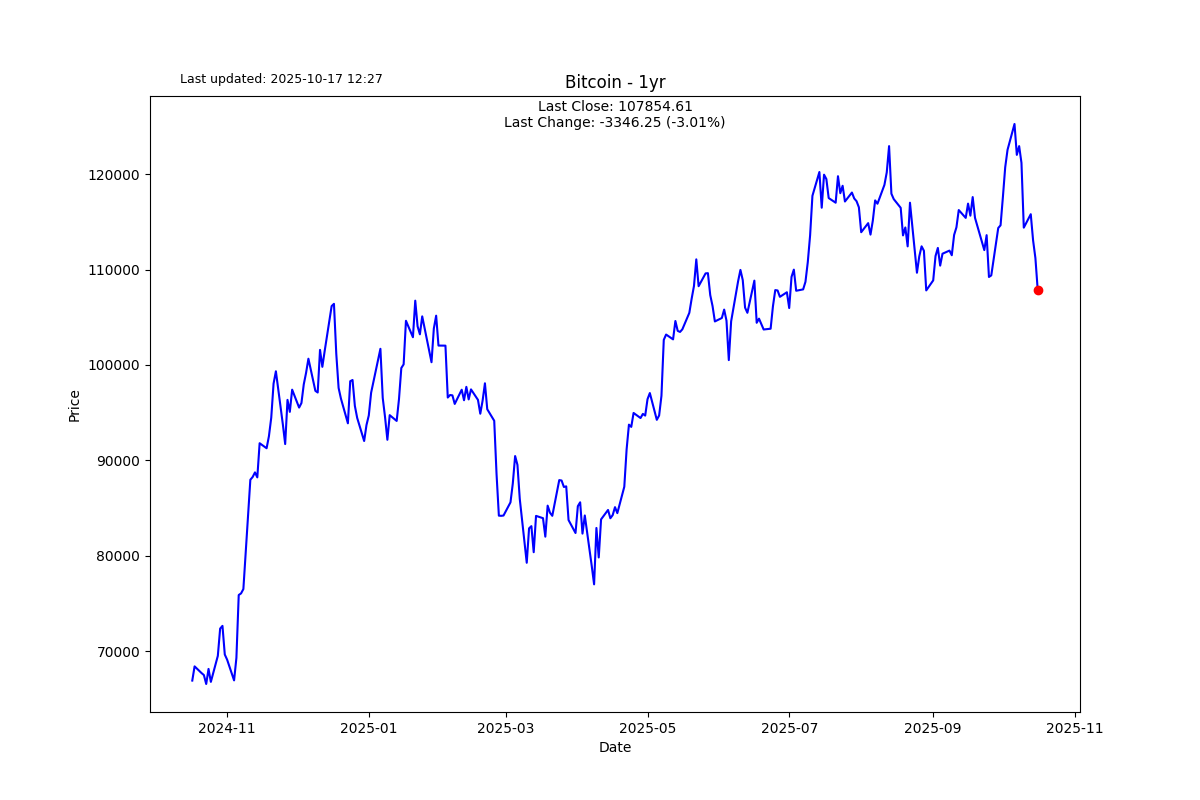 Last updated: 2025-10-17 12:27
Bitcoin - 1yr
Last Close: 107854.61
Last Change: -3346.25 (-3.01%)
120000
110000
100000
90000
80000
70000
Price
2024-11
2025-01
2025-03
2025-05
2025-07
2025-09
2025-11
Date